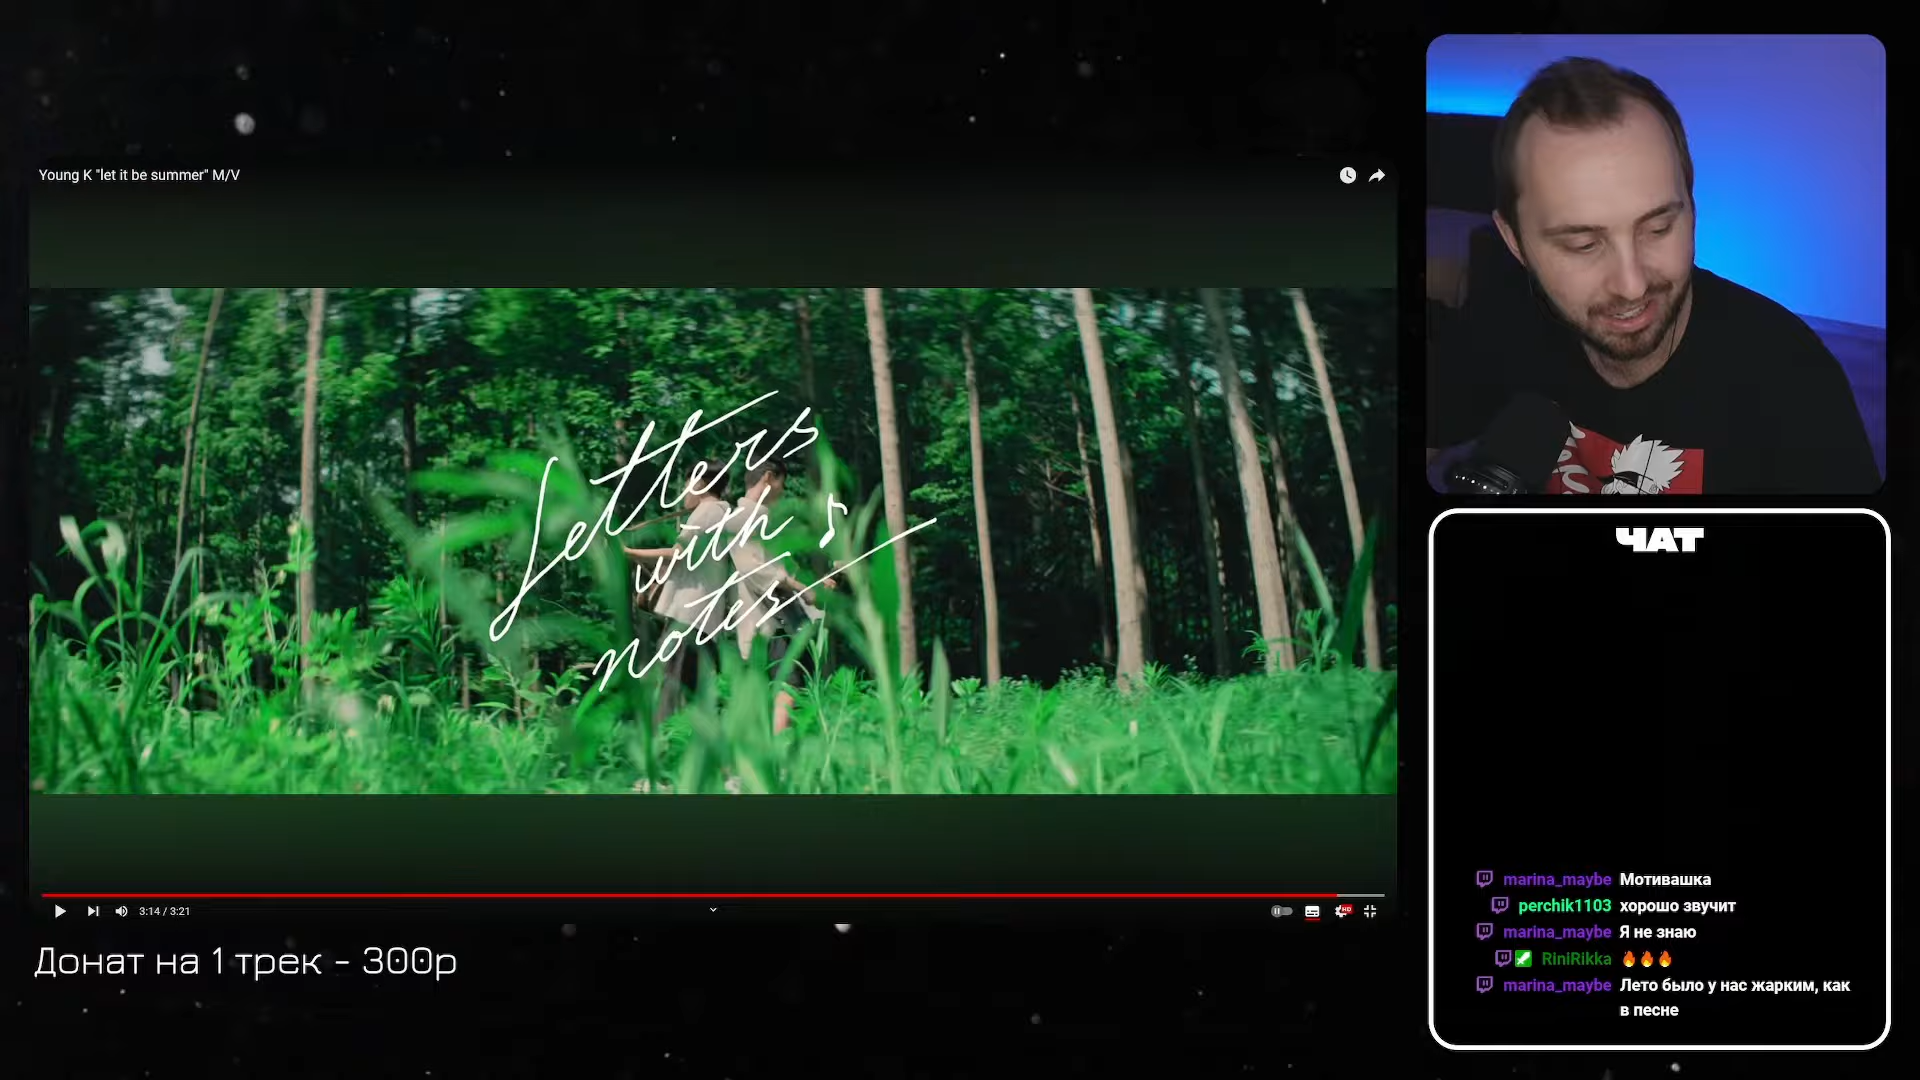 Young K "let it be summer" M/V
Letters
with
notes
3:14 / 3:21
HD
Донат на 1 трек - 300р
ЧАТ
marina_maybe Мотивашка
perchik1103 хорошо звучит
marina_maybe Я не знаю
RiniRikka 🔥🔥🔥
marina_maybe Лето было у нас жарким, как
в песне